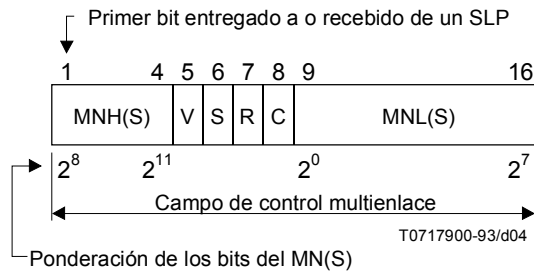 Primer bit entregado a o recebido de un SLP
1 4 5 6 7 8 9 16
MNH(S) V S R C MNL(S)
2^8 2^11 2^0 2^7
Campo de control multienlace
T0717900-93/d04
Ponderación de los bits del MN(S)